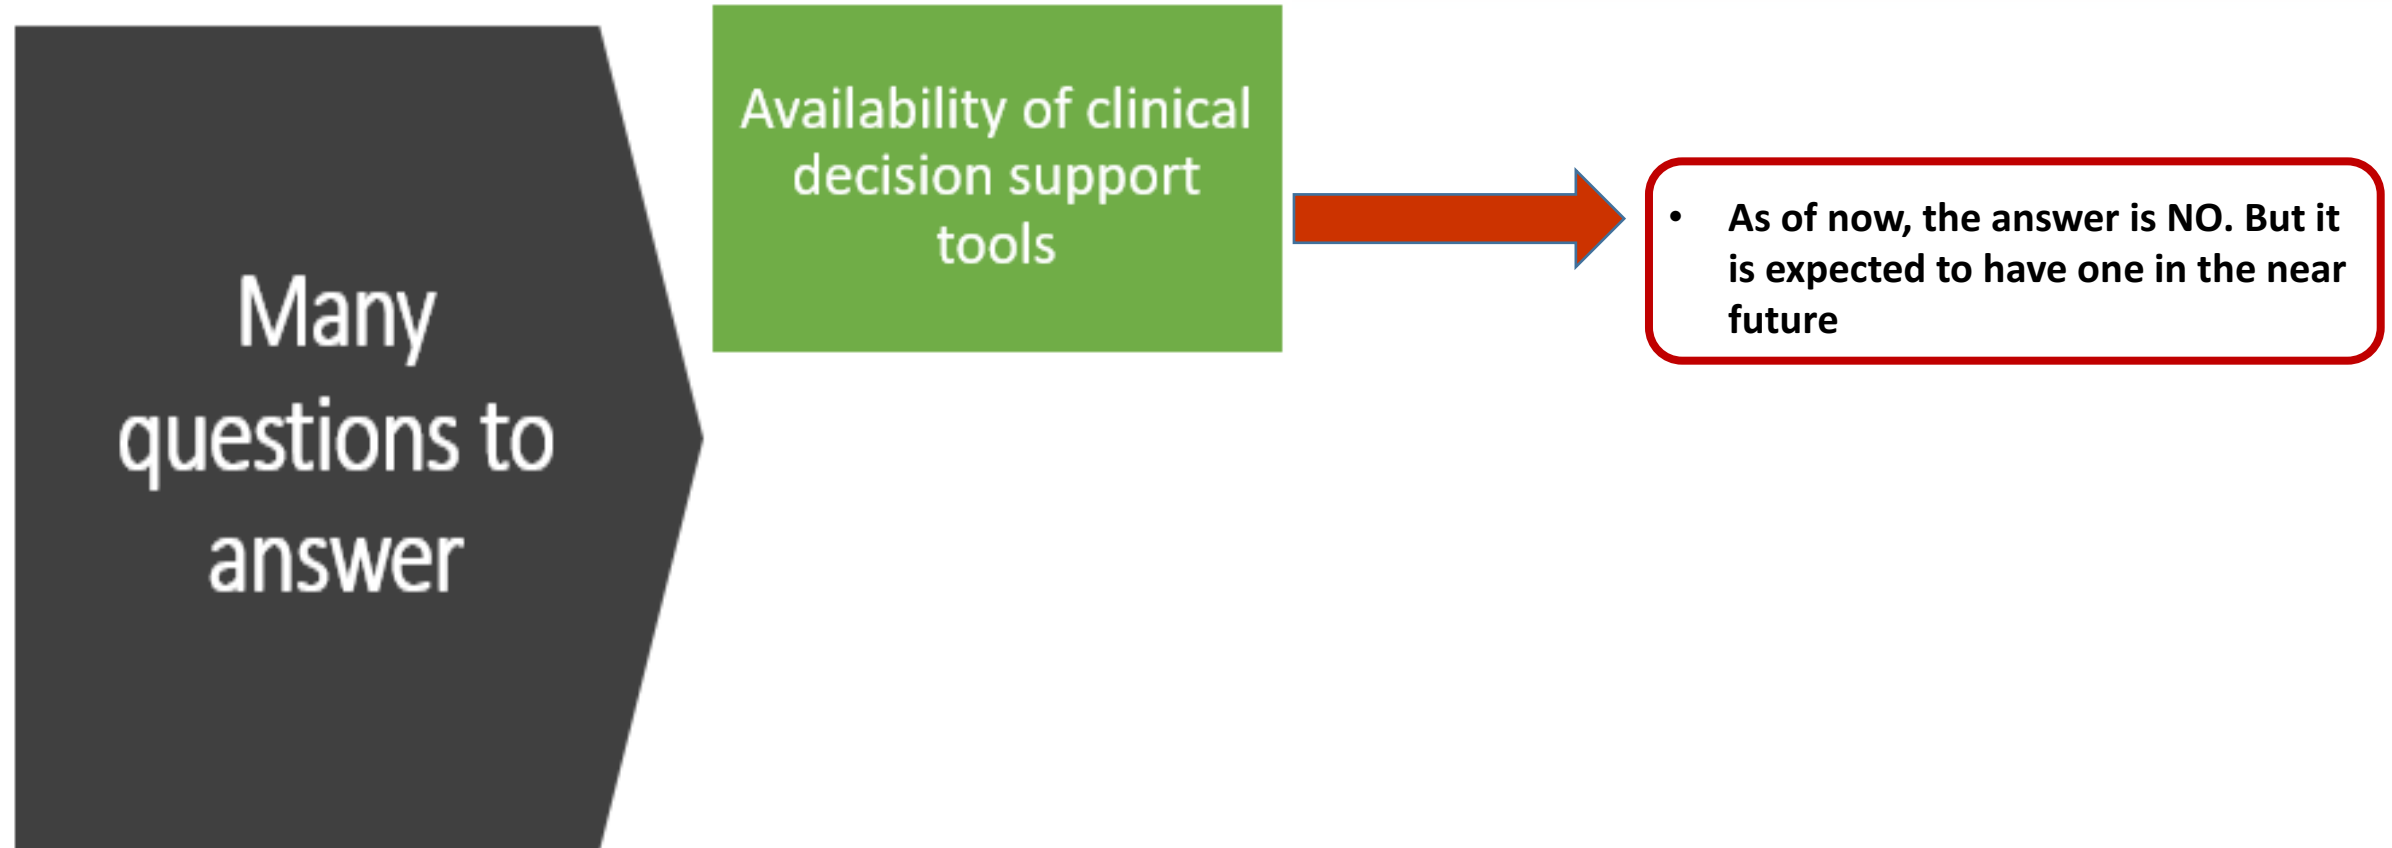 Many
questions to
answer
Availability of clinical
decision support
tools
• As of now, the answer is NO. But it
is expected to have one in the near
future